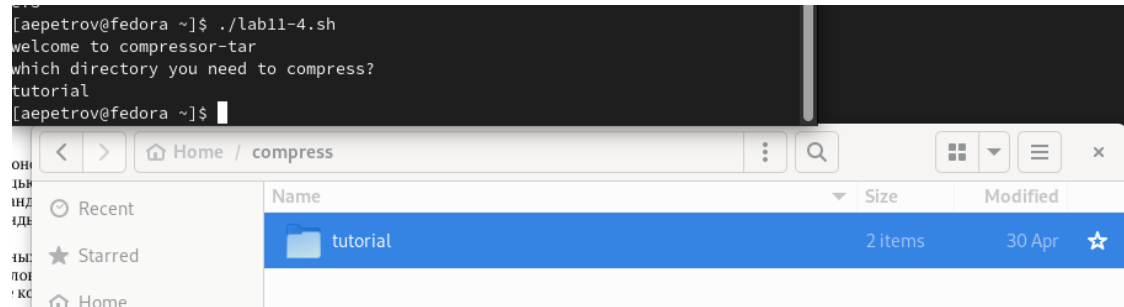 [aepetrov@fedora ~]$ ./lab11-4.sh
welcome to compressor-tar
which directory you need to compress?
tutorial
[aepetrov@fedora ~]$
Home / compress
Name Size Modified
Recent
tutorial 2 items 30 Apr
Starred
Home